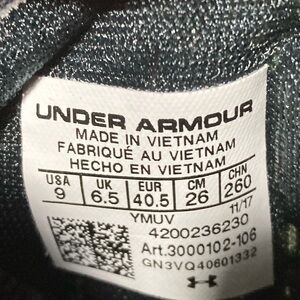 UNDER ARMOUR
MADE IN VIETNAM
FABRIQUÉ AU VIETNAM
HECHO EN VIETNAM
USA UK EUR CM CHN
9 6.5 40.5 26 260
YMUV 11/17
4200236230
Art.3000102-106
GN3VQ40601332